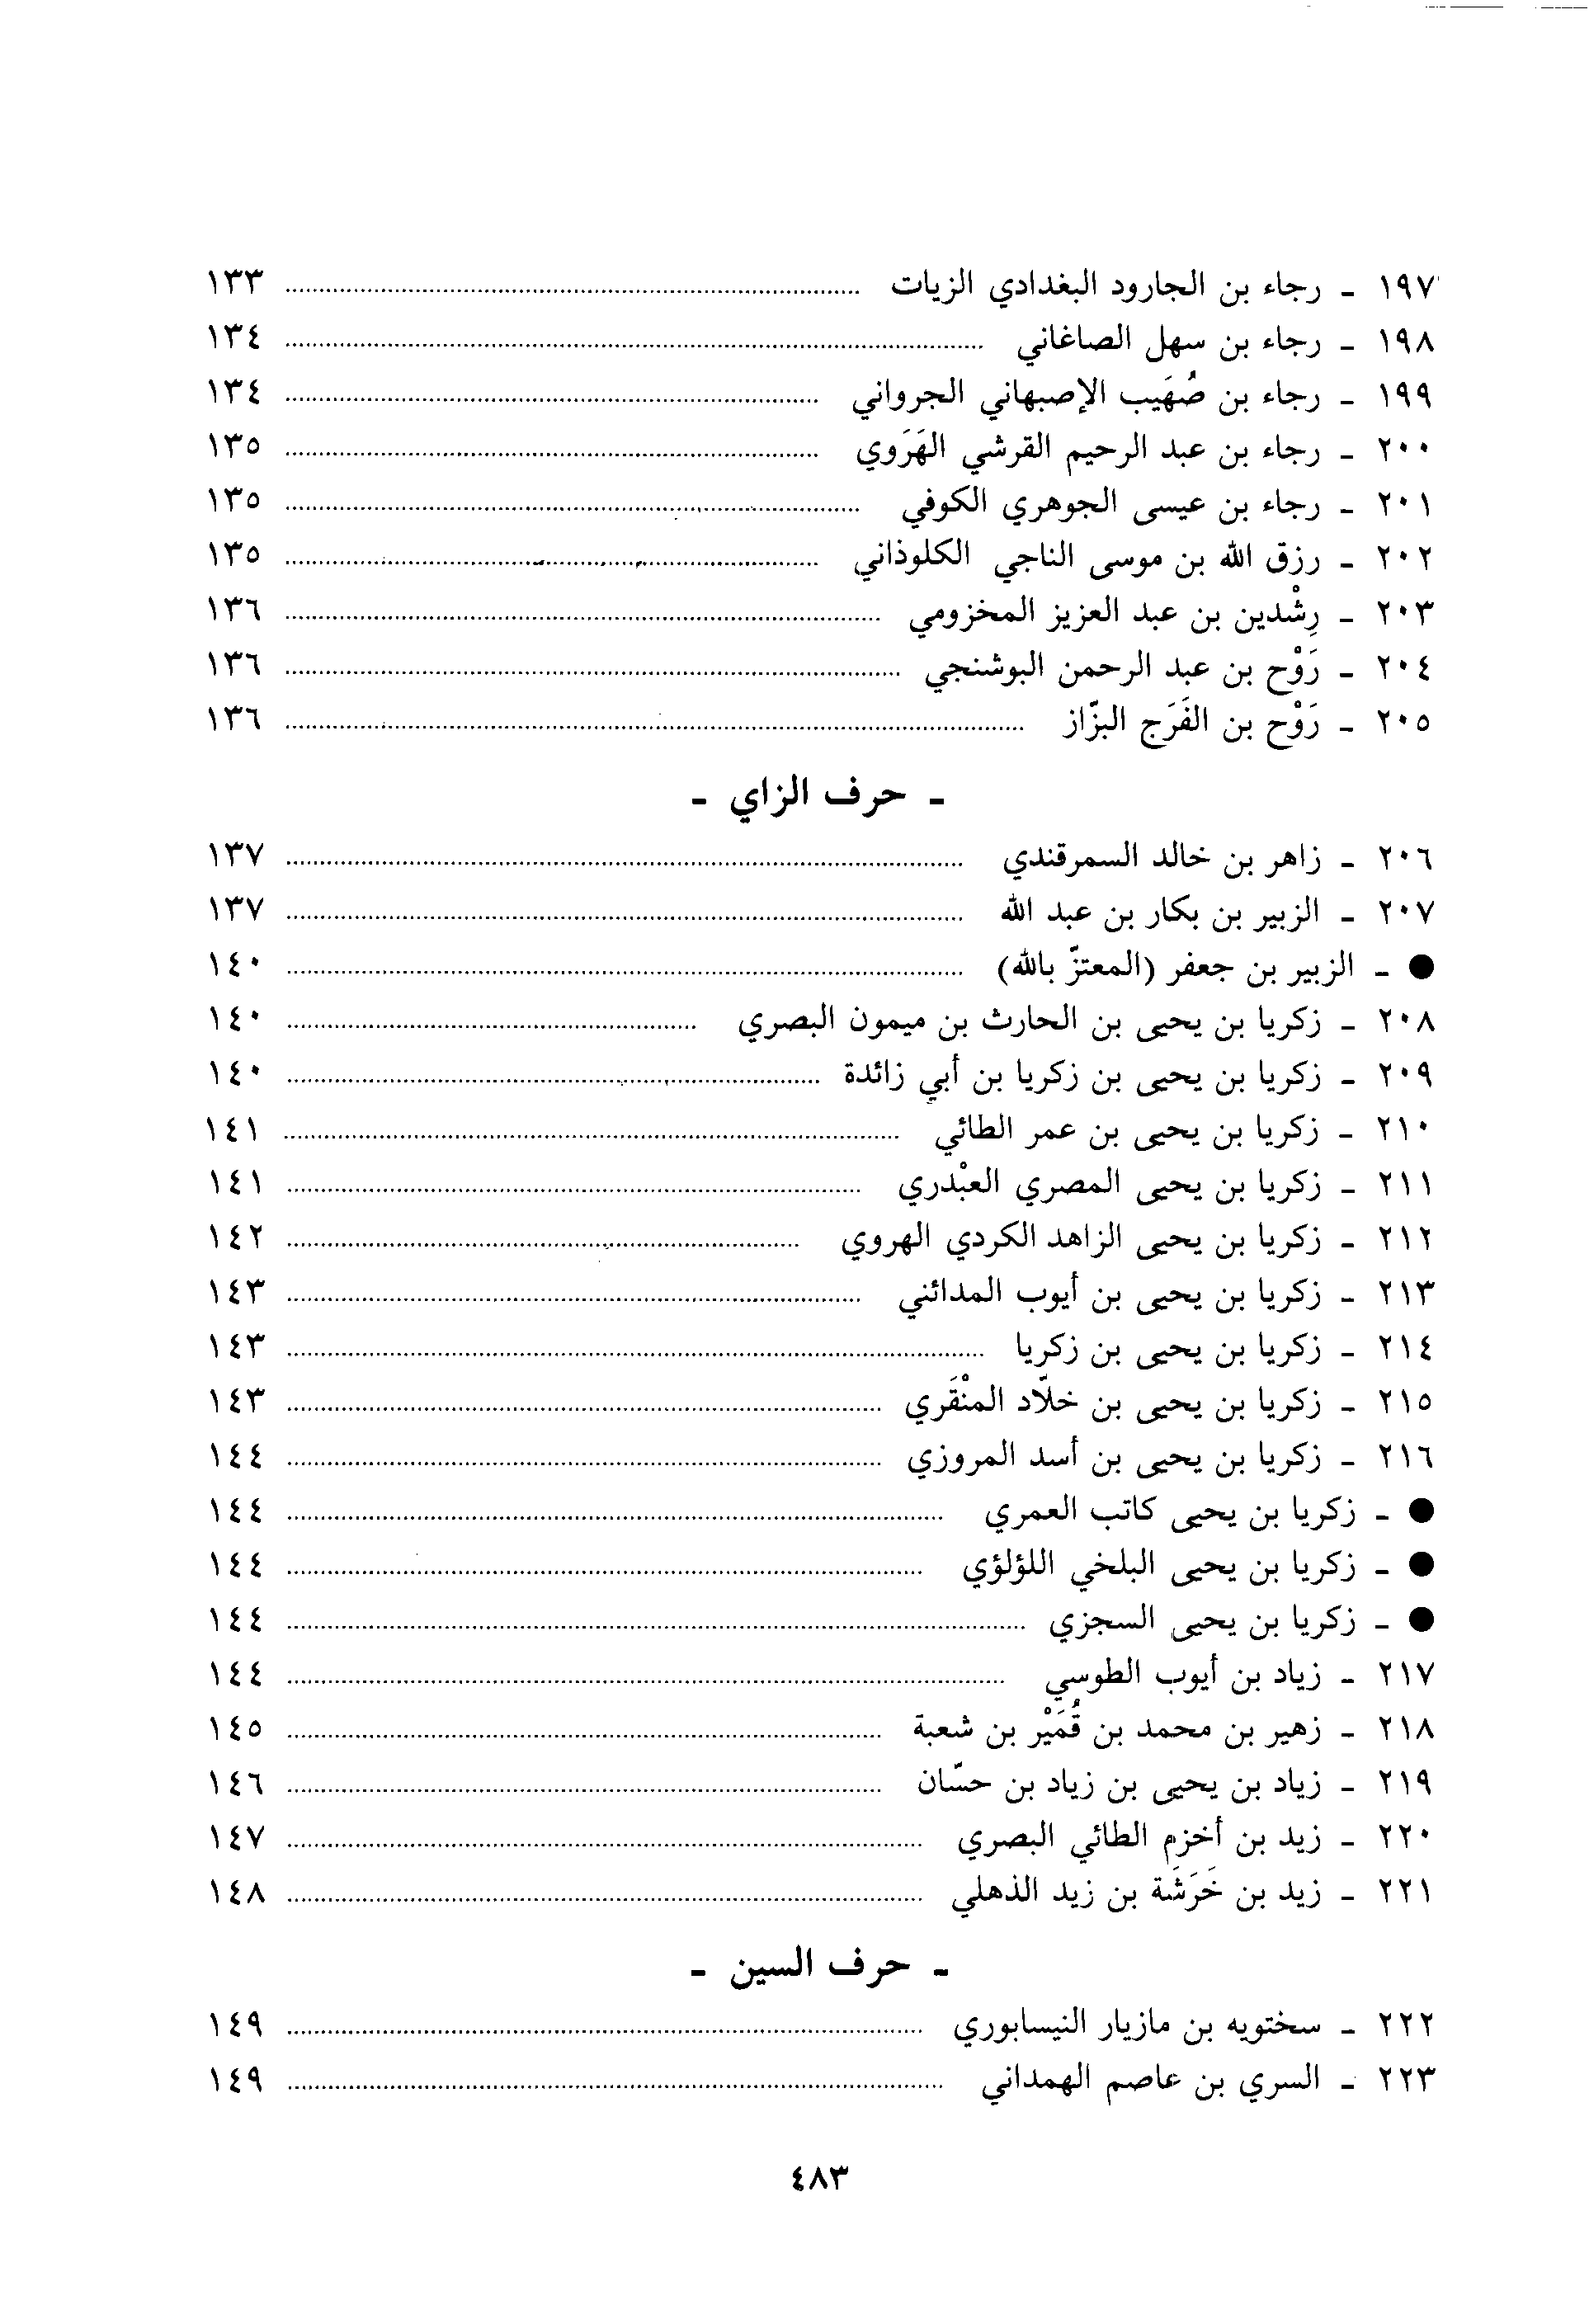 ١٩٧ - رجاء بن الجارود البغدادي الزيات ........ ١٣٣
١٩٨ - رجاء بن سهل الصاغاني ........ ١٣٤
١٩٩ - رجاء بن صُهَيب الإصبهاني الجرواني ........ ١٣٤
٢٠٠ - رجاء بن عبد الرحيم القرشي الهَرَوي ........ ١٣٥
٢٠١ - رجاء بن عيسى الجوهري الكوفي ........ ١٣٥
٢٠٢ - رزق الله بن موسى الناجي الكلوذاني ........ ١٣٥
٢٠٣ - رِشْدين بن عبد العزيز المخزومي ........ ١٣٦
٢٠٤ - رَوْح بن عبد الرحمن البوشنجي ........ ١٣٦
٢٠٥ - رَوْح بن الفَرَج البزّاز ........ ١٣٦
- حرف الزاي -
٢٠٦ - زاهر بن خالد السمرقندي ........ ١٣٧
٢٠٧ - الزبير بن بكار بن عبد الله ........ ١٣٧
● - الزبير بن جعفر (المعتزّ بالله) ........ ١٤٠
٢٠٨ - زكريا بن يحيى بن الحارث بن ميمون البصري ........ ١٤٠
٢٠٩ - زكريا بن يحيى بن زكريا بن أبي زائدة ........ ١٤٠
٢١٠ - زكريا بن يحيى بن عمر الطائي ........ ١٤١
٢١١ - زكريا بن يحيى المصري العبْدري ........ ١٤١
٢١٢ - زكريا بن يحيى الزاهد الكردي الهروي ........ ١٤٢
٢١٣ - زكريا بن يحيى بن أيوب المدائني ........ ١٤٣
٢١٤ - زكريا بن يحيى بن زكريا ........ ١٤٣
٢١٥ - زكريا بن يحيى بن خلّاد المنْقَري ........ ١٤٣
٢١٦ - زكريا بن يحيى بن أسد المروزي ........ ١٤٤
● - زكريا بن يحيى كاتب العمري ........ ١٤٤
● - زكريا بن يحيى البلخي اللؤلؤي ........ ١٤٤
● - زكريا بن يحيى السجزي ........ ١٤٤
٢١٧ - زياد بن أيوب الطوسي ........ ١٤٤
٢١٨ - زهير بن محمد بن قُمَيْر بن شعبة ........ ١٤٥
٢١٩ - زياد بن يحيى بن زياد بن حسّان ........ ١٤٦
٢٢٠ - زيد بن أخزم الطائي البصري ........ ١٤٧
٢٢١ - زيد بن خَرَشَة بن زيد الذهلي ........ ١٤٨
- حرف السين -
٢٢٢ - سختويه بن مازيار النيسابوري ........ ١٤٩
٢٢٣ - السري بن عاصم الهمداني ........ ١٤٩
٤٨٣